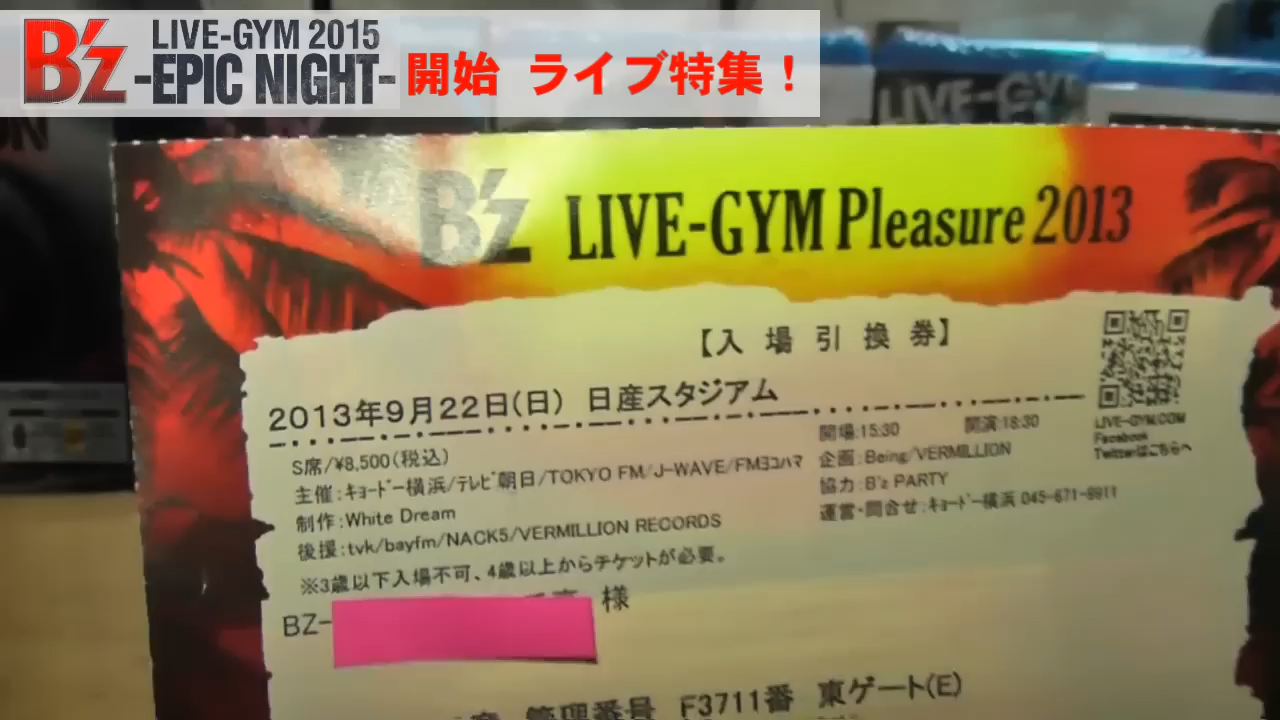 B'z LIVE-GYM 2015
-EPIC NIGHT- 開始 ライブ特集！
LIVE-GYM
B'z LIVE-GYM Pleasure 2013
【入場引換券】
2013年9月22日(日) 日産スタジアム
開場:15:30 開演:18:30
S席/¥8,500(税込)
企画:Being/VERMILLION
主催:ｷｮｰﾄﾞｰ横浜/ﾃﾚﾋﾞ朝日/TOKYO FM/J-WAVE/FMﾖｺﾊﾏ
協力:B'z PARTY
制作:White Dream
運営・問合せ:ｷｮｰﾄﾞｰ横浜 045-671-9911
後援:tvk/bayfm/NACK5/VERMILLION RECORDS
※3歳以下入場不可、4歳以上からチケットが必要。
LIVE-GYM.COM
Facebook
Twitterはこちらへ
様
BZ-
管理番号 F3711番 東ゲート(E)